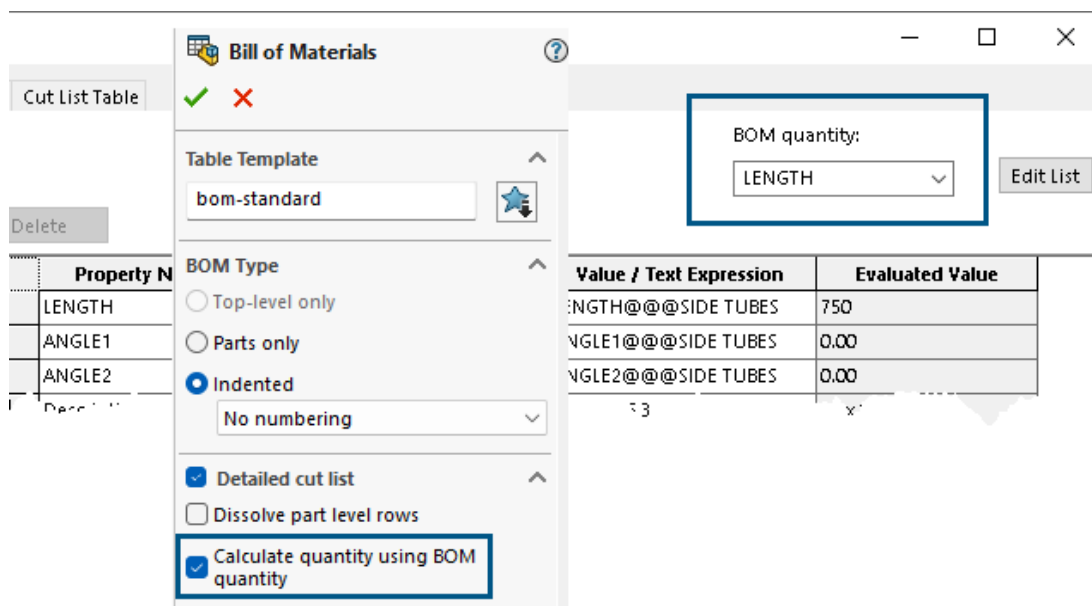 Bill of Materials
Cut List Table
BOM quantity:
Table Template
LENGTH
Edit List
bom-standard
Delete
BOM Type
Property N
Value / Text Expression
Evaluated Value
Top-level only
LENGTH
ENGTH@@@SIDE TUBES
750
Parts only
ANGLE1
NGLE1@@@SIDE TUBES
0.00
ANGLE2
NGLE2@@@SIDE TUBES
0.00
Indented
No numbering
Detailed cut list
Dissolve part level rows
Calculate quantity using BOM
quantity